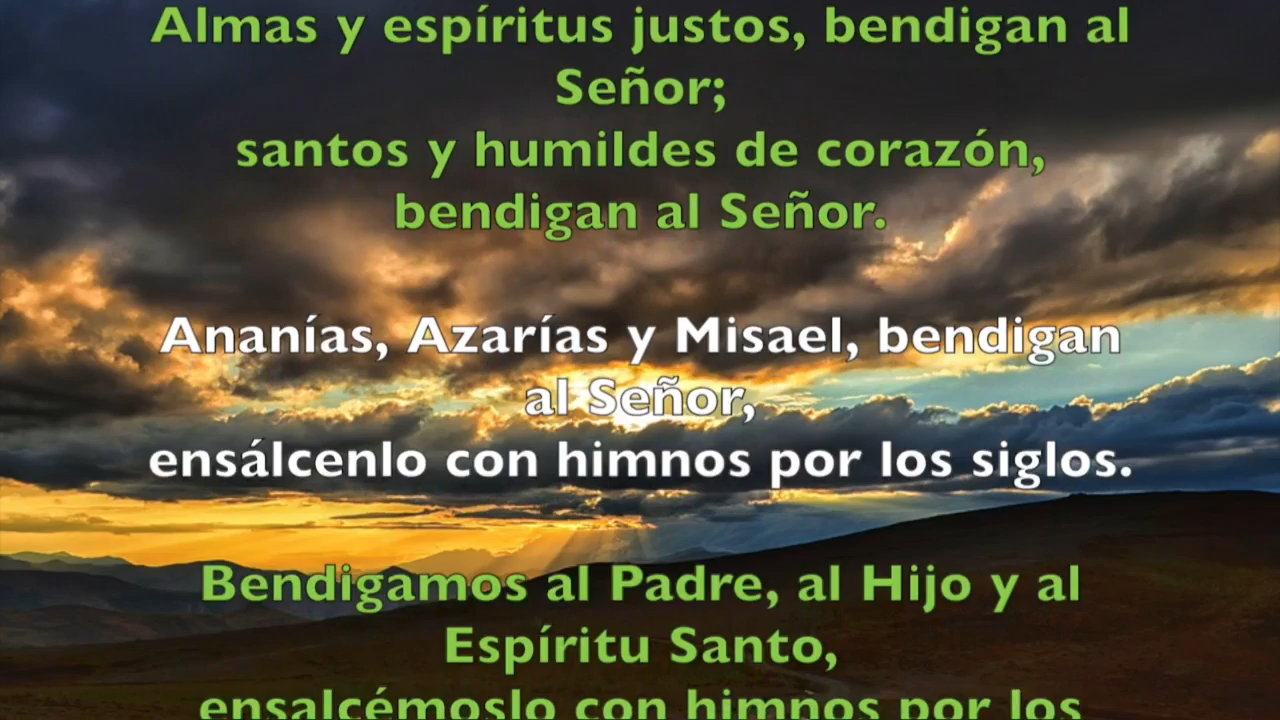 Almas y espíritus justos, bendigan al
Señor;
santos y humildes de corazón,
bendigan al Señor.
Ananías, Azarías y Misael, bendigan
al Señor,
ensálcenlo con himnos por los siglos.
Bendigamos al Padre, al Hijo y al
Espíritu Santo,
ensalcémoslo con himnos por los